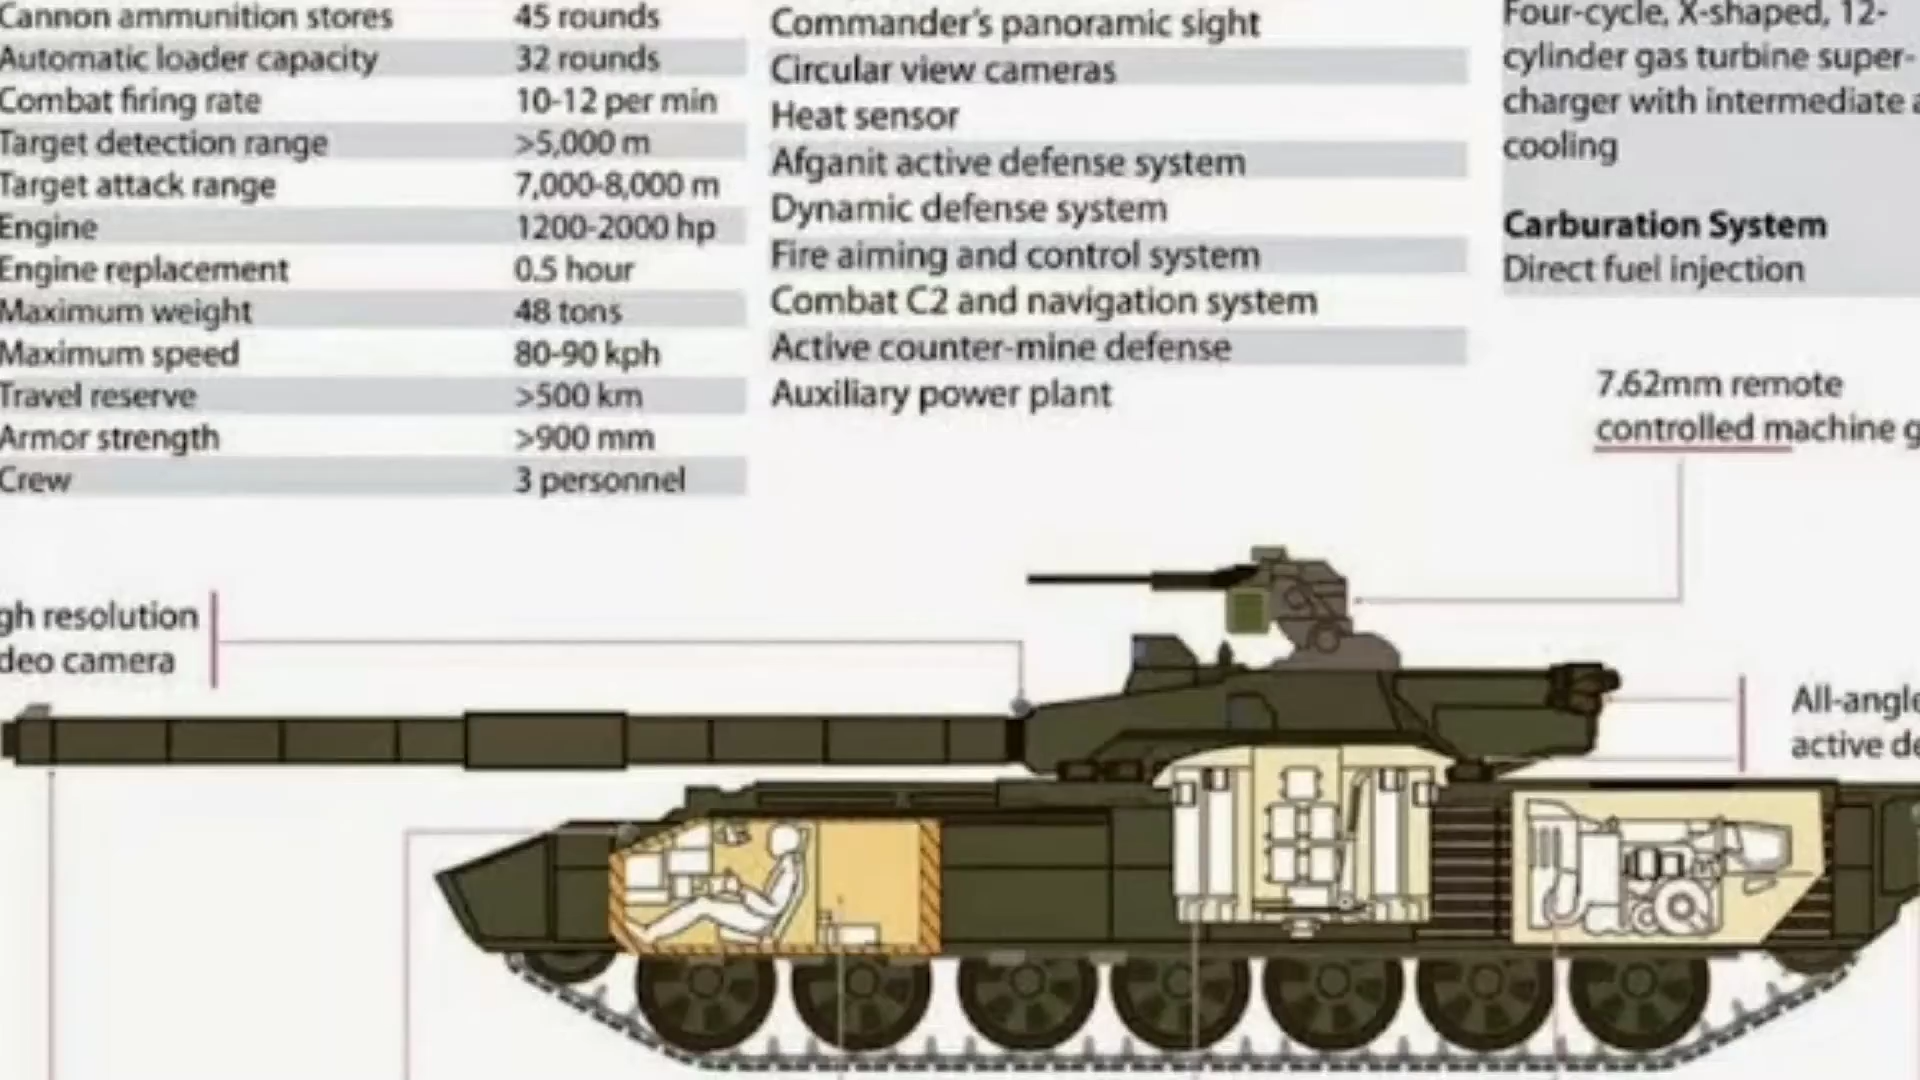 Cannon ammunition stores 45 rounds
Automatic loader capacity 32 rounds
Combat firing rate 10-12 per min
Target detection range >5,000 m
Target attack range 7,000-8,000 m
Engine 1200-2000 hp
Engine replacement 0.5 hour
Maximum weight 48 tons
Maximum speed 80-90 kph
Travel reserve >500 km
Armor strength >900 mm
Crew 3 personnel
Commander's panoramic sight
Circular view cameras
Heat sensor
Afganit active defense system
Dynamic defense system
Fire aiming and control system
Combat C2 and navigation system
Active counter-mine defense
Auxiliary power plant
Four-cycle, X-shaped, 12-
cylinder gas turbine super-
charger with intermediate a
cooling
Carburation System
Direct fuel injection
7.62mm remote
controlled machine g
gh resolution
deo camera
All-angle
active de